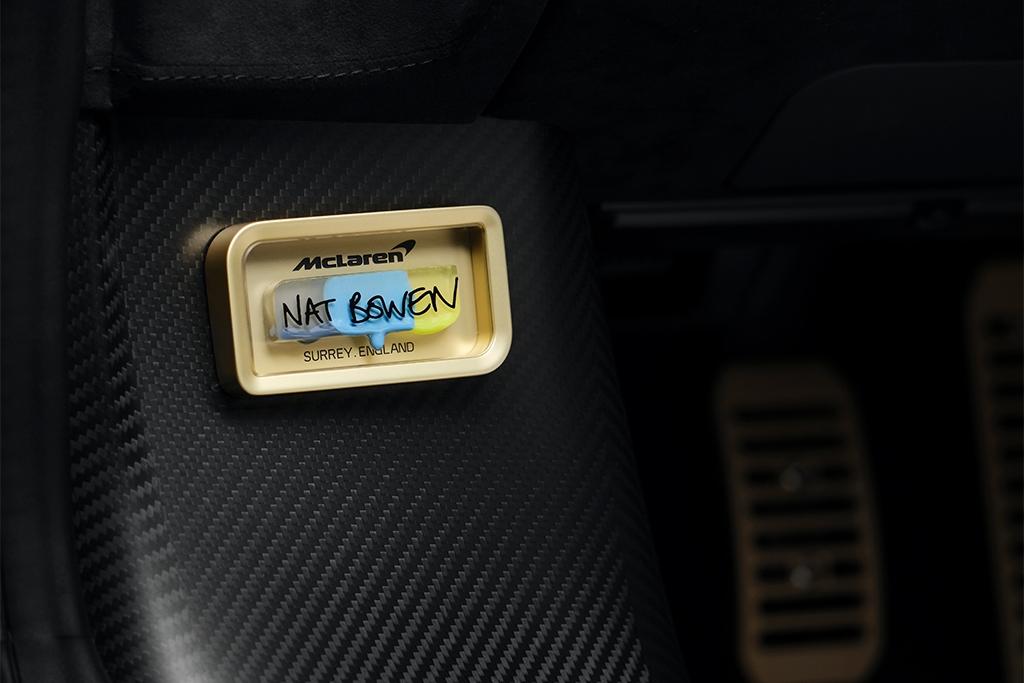 McLaren
NAT BOWEN
SURREY. ENGLAND